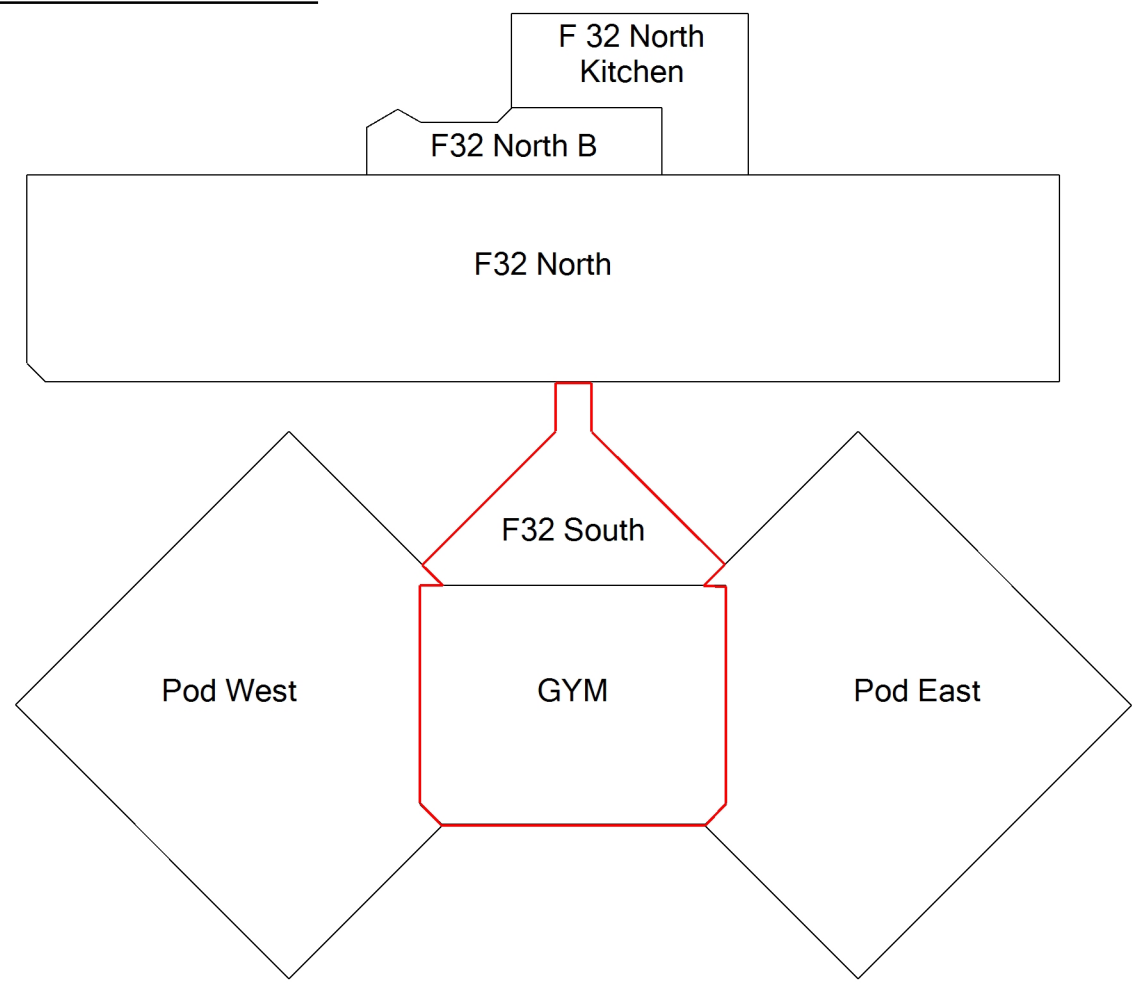 F 32 North
Kitchen
F32 North B
F32 North
F32 South
Pod West
GYM
Pod East